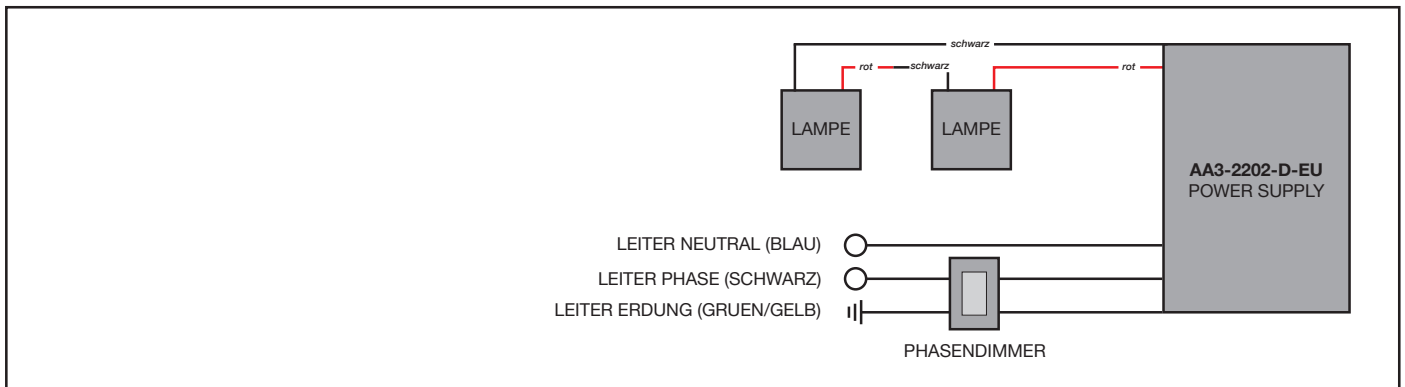 schwarz
rot
schwarz
rot
LAMPE
LAMPE
AA3-2202-D-EU
POWER SUPPLY
LEITER NEUTRAL (BLAU)
LEITER PHASE (SCHWARZ)
LEITER ERDUNG (GRUEN/GELB)
PHASENDIMMER